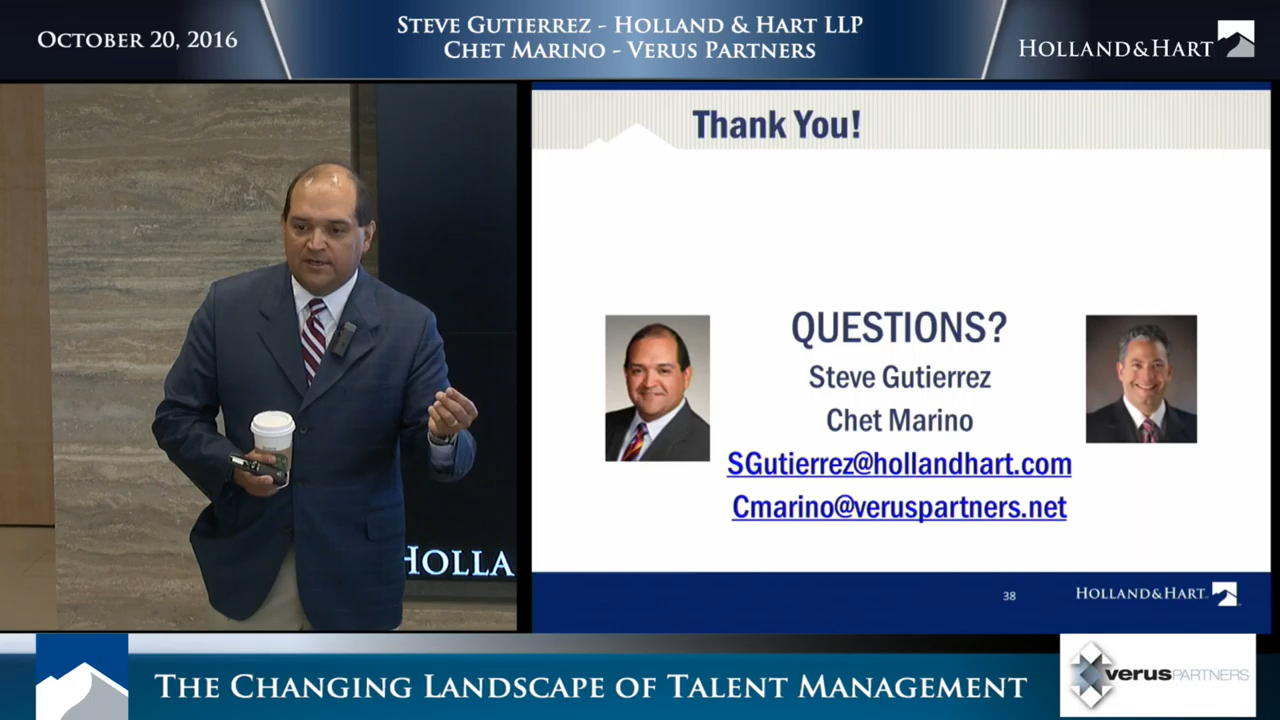 OCTOBER 20, 2016
STEVE GUTIERREZ - HOLLAND & HART LLP
CHET MARINO - VERUS PARTNERS
HOLLAND&HART
Thank You!
QUESTIONS?
Steve Gutierrez
Chet Marino
SGutierrez@hollandhart.com
Cmarino@veruspartners.net
HOLLA
38
HOLLAND&HART
THE CHANGING LANDSCAPE OF TALENT MANAGEMENT
verusPARTNERS